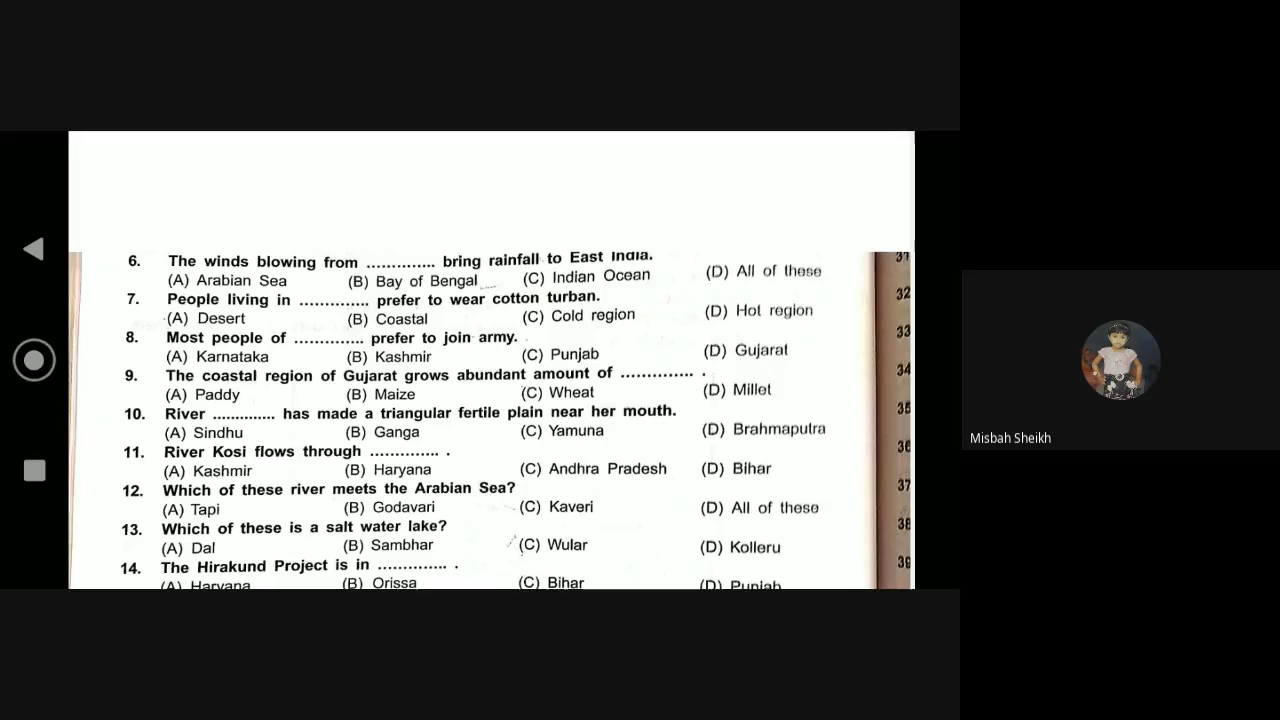 6. The winds blowing from .............. bring rainfall to East India.
(A) Arabian Sea (B) Bay of Bengal (C) Indian Ocean (D) All of these
7. People living in .............. prefer to wear cotton turban.
(A) Desert (B) Coastal (C) Cold region (D) Hot region
8. Most people of .............. prefer to join army.
(A) Karnataka (B) Kashmir (C) Punjab (D) Gujarat
9. The coastal region of Gujarat grows abundant amount of .............. .
(A) Paddy (B) Maize (C) Wheat (D) Millet
10. River .............. has made a triangular fertile plain near her mouth.
(A) Sindhu (B) Ganga (C) Yamuna (D) Brahmaputra
11. River Kosi flows through .............. .
(A) Kashmir (B) Haryana (C) Andhra Pradesh (D) Bihar
12. Which of these river meets the Arabian Sea?
(A) Tapi (B) Godavari (C) Kaveri (D) All of these
13. Which of these is a salt water lake?
(A) Dal (B) Sambhar (C) Wular (D) Kolleru
14. The Hirakund Project is in .............. .
(A) Haryana (B) Orissa (C) Bihar (D) Punjab
31
32
33
34
35
36
37
38
39
Misbah Sheikh